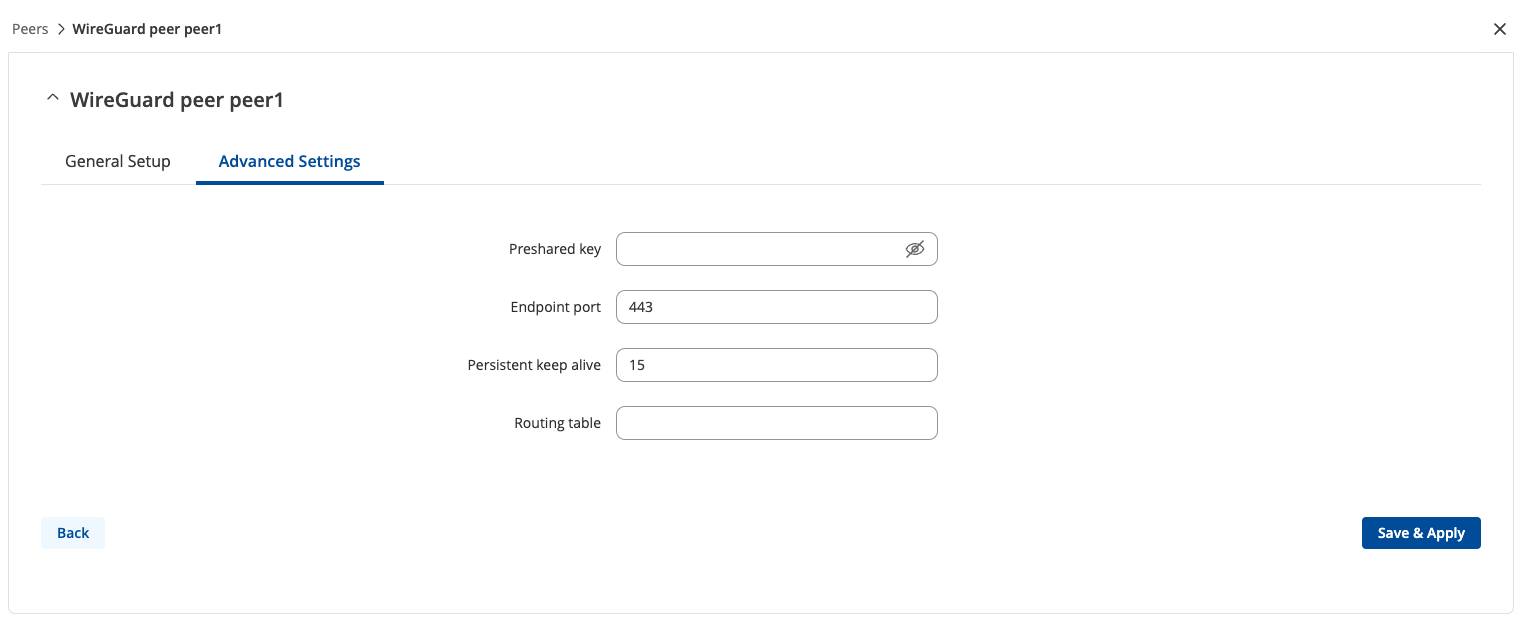 Peers > WireGuard peer peer1
WireGuard peer peer1
General Setup Advanced Settings
Preshared key
Endpoint port 443
Persistent keep alive 15
Routing table
Back Save & Apply